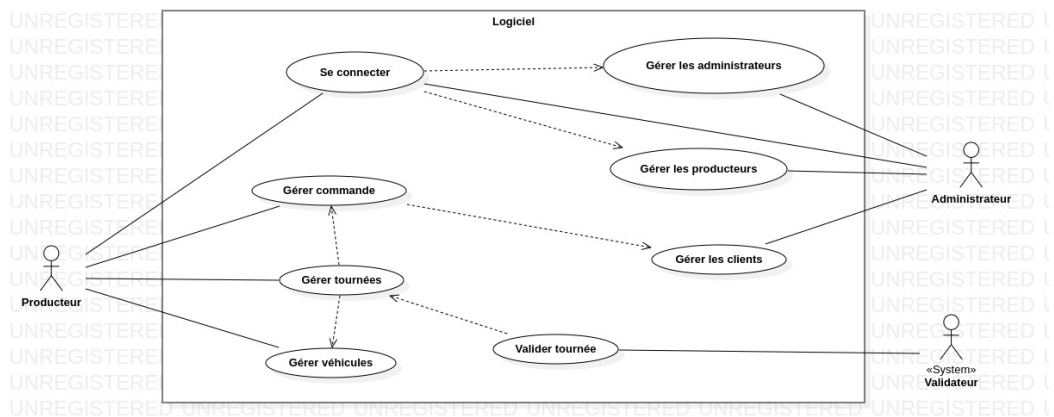 Logiciel
Se connecter
Gérer les administrateurs
Gérer les producteurs
Administrateur
Gérer commande
Gérer les clients
Gérer tournées
Producteur
Valider tournée
Gérer véhicules
«System»
Validateur
UNREGISTERED